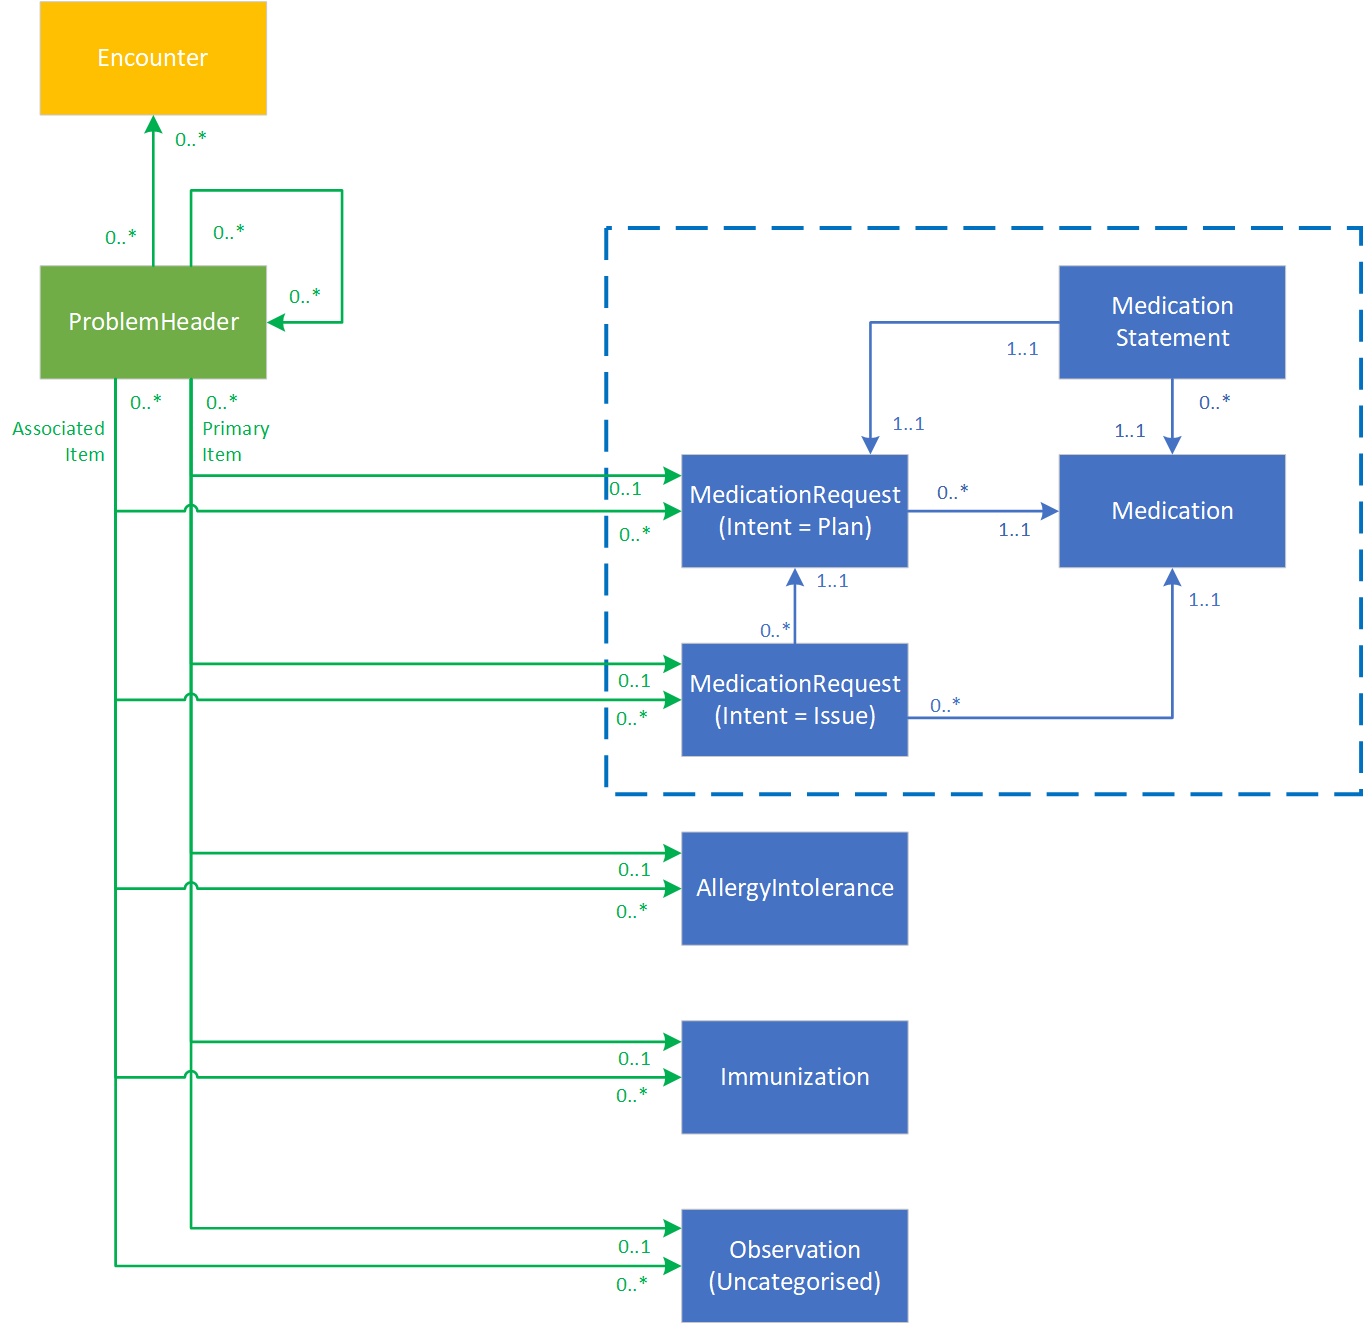 Encounter
0..*
0..*
0..*
0..*
ProblemHeader
0..*
0..*
Associated
Item
Primary
Item
Medication
Statement
1..1
0..*
1..1
1..1
0..1
0..*
MedicationRequest
(Intent = Plan)
0..*
1..1
Medication
1..1
0..*
1..1
0..1
0..*
MedicationRequest
(Intent = Issue)
0..*
0..1
0..*
AllergyIntolerance
0..1
0..*
Immunization
0..1
0..*
Observation
(Uncategorised)